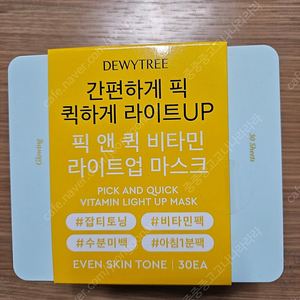 DEWYTREE
간편하게 픽
퀵하게 라이트UP
픽 앤 퀵 비타민
라이트업 마스크
PICK AND QUICK
VITAMIN LIGHT UP MASK
#잡티토닝 #비타민팩
#수분미백 #아침1분팩
EVEN SKIN TONE | 30EA
30 Sheets